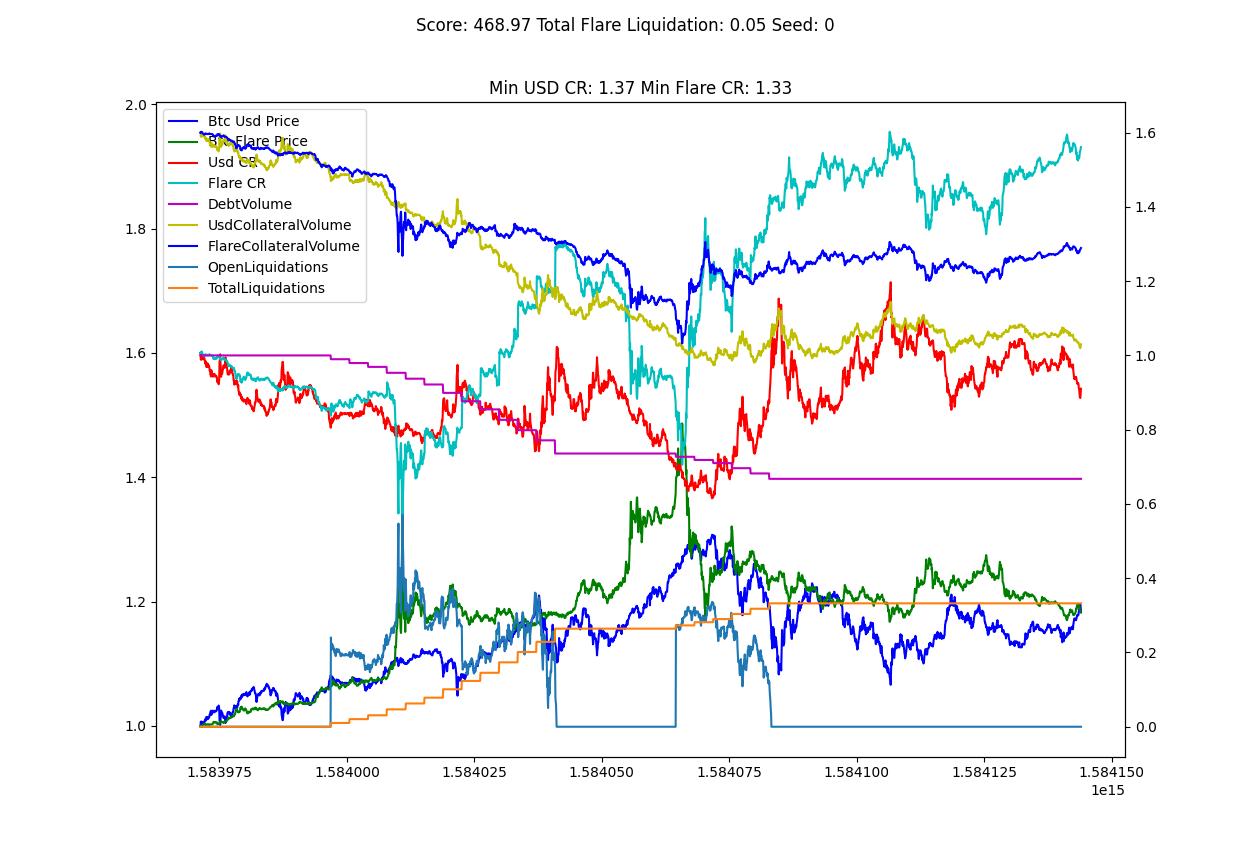 Score: 468.97 Total Flare Liquidation: 0.05 Seed: 0
Min USD CR: 1.37 Min Flare CR: 1.33
Btc Usd Price
Btc Flare Price
Usd CR
Flare CR
DebtVolume
UsdCollateralVolume
FlareCollateralVolume
OpenLiquidations
TotalLiquidations
2.0
1.8
1.6
1.4
1.2
1.0
1.6
1.4
1.2
1.0
0.8
0.6
0.4
0.2
0.0
1.583975 1.584000 1.584025 1.584050 1.584075 1.584100 1.584125 1.584150
1e15